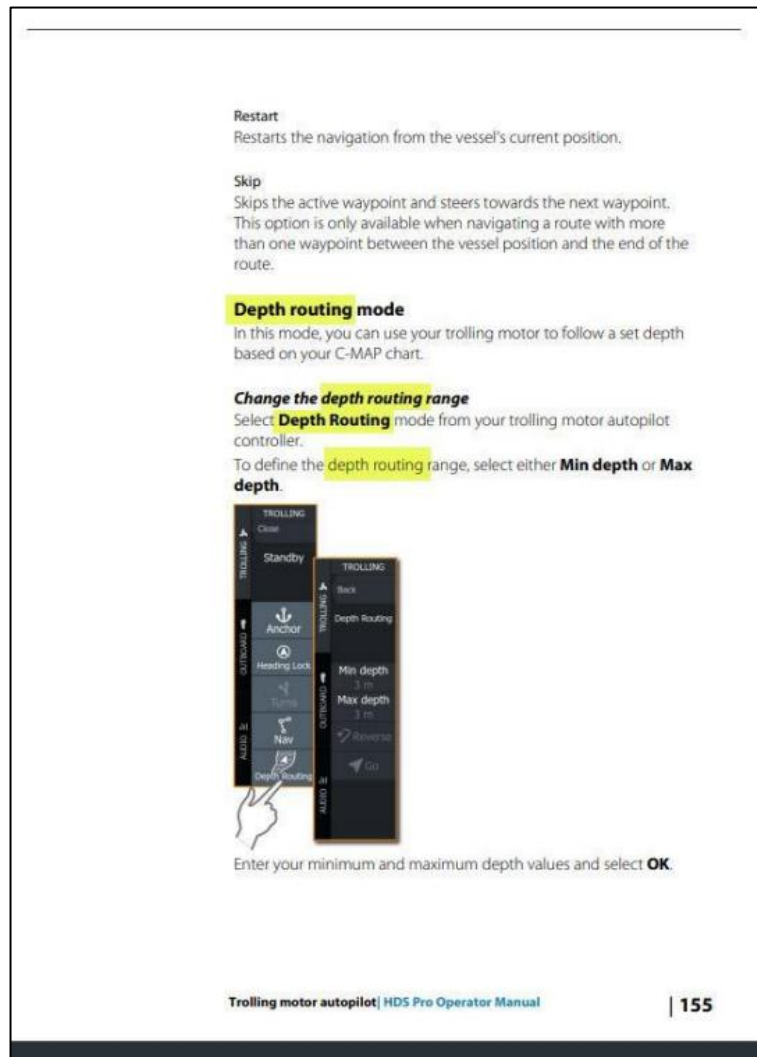 Restart
Restarts the navigation from the vessel's current position.
Skip
Skips the active waypoint and steers towards the next waypoint.
This option is only available when navigating a route with more
than one waypoint between the vessel position and the end of the
route.
Depth routing mode
In this mode, you can use your trolling motor to follow a set depth
based on your C-MAP chart.
Change the depth routing range
Select Depth Routing mode from your trolling motor autopilot
controller.
To define the depth routing range, select either Min depth or Max
depth.
TROLLING
Close
TROLLING
Standby
OUTBOARD
Anchor
Heading Lock
Turns
Nav
AUDIO
Depth Routing
TROLLING
Back
TROLLING
Depth Routing
OUTBOARD
Min depth
3 m
Max depth
3 m
Reverse
Go
AUDIO
Enter your minimum and maximum depth values and select OK.
Trolling motor autopilot| HDS Pro Operator Manual | 155